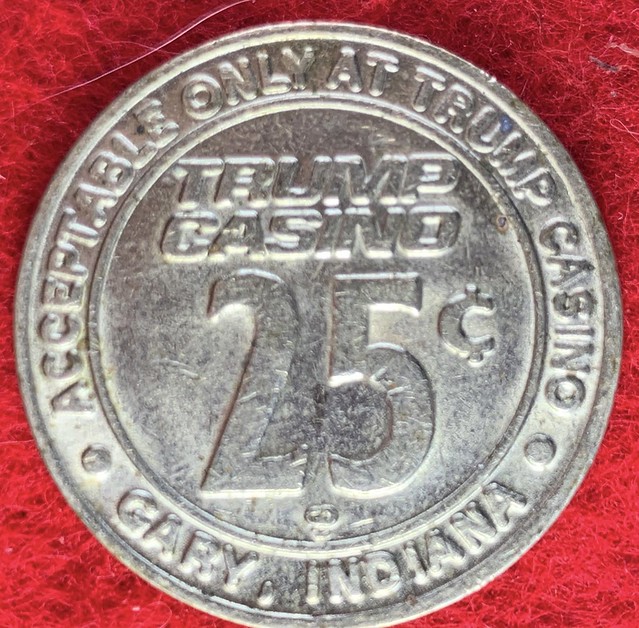 ACCEPTABLE ONLY AT TRUMP CASINO
TRUMP
CASINO
25¢
GARY, INDIANA